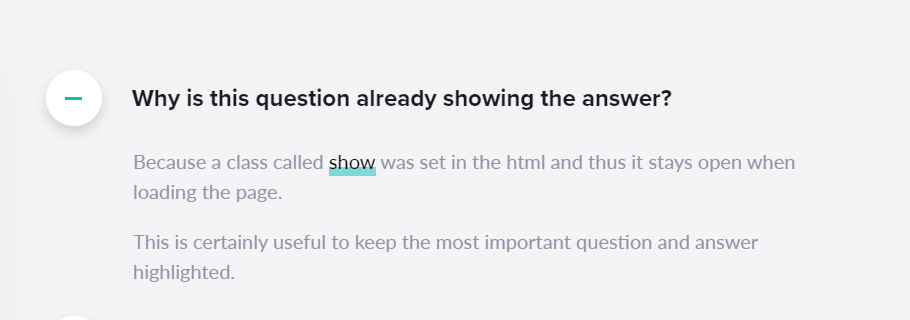 Why is this question already showing the answer?
Because a class called show was set in the html and thus it stays open when
loading the page.
This is certainly useful to keep the most important question and answer
highlighted.